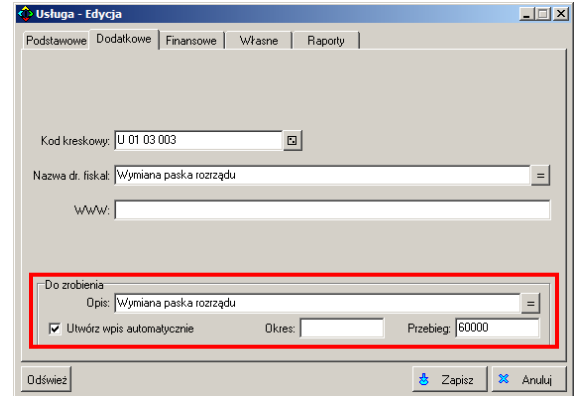 Usługa - Edycja
Podstawowe Dodatkowe Finansowe Własne Raporty
Kod kreskowy: U 01 03 003
Nazwa dr. fiskal: Wymiana paska rozrządu =
WWW:
Do zrobienia
Opis: Wymiana paska rozrządu =
Utwórz wpis automatycznie Okres: Przebieg: 60000
Odśwież Zapisz Anuluj